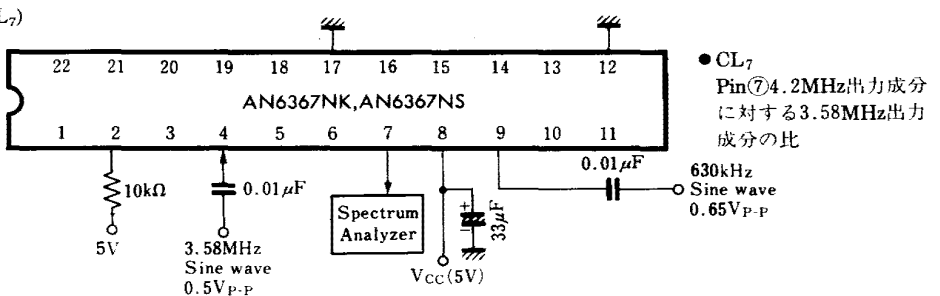 L₇)
22 21 20 19 18 17 16 15 14 13 12
AN6367NK, AN6367NS
1 2 3 4 5 6 7 8 9 10 11
10kΩ
5V
0.01μF
3.58MHz
Sine wave
0.5VP-P
Spectrum
Analyzer
+
−
33μF
VCC(5V)
0.01μF
630kHz
Sine wave
0.65VP-P
● CL₇
Pin⑦4.2MHz出力成分
に対する3.58MHz出力
成分の比